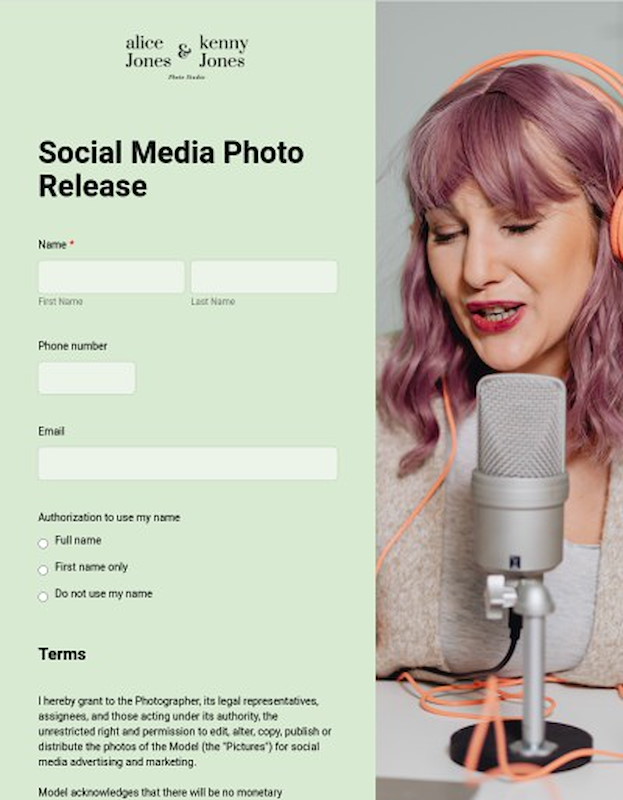 alice & kenny
Jones Jones
Photo Studio
Social Media Photo
Release
Name *
First Name Last Name
Phone number
Email
Authorization to use my name
Full name
First name only
Do not use my name
Terms
I hereby grant to the Photographer, its legal representatives,
assignees, and those acting under its authority, the
unrestricted right and permission to edit, alter, copy, publish or
distribute the photos of the Model (the "Pictures") for social
media advertising and marketing.
Model acknowledges that there will be no monetary